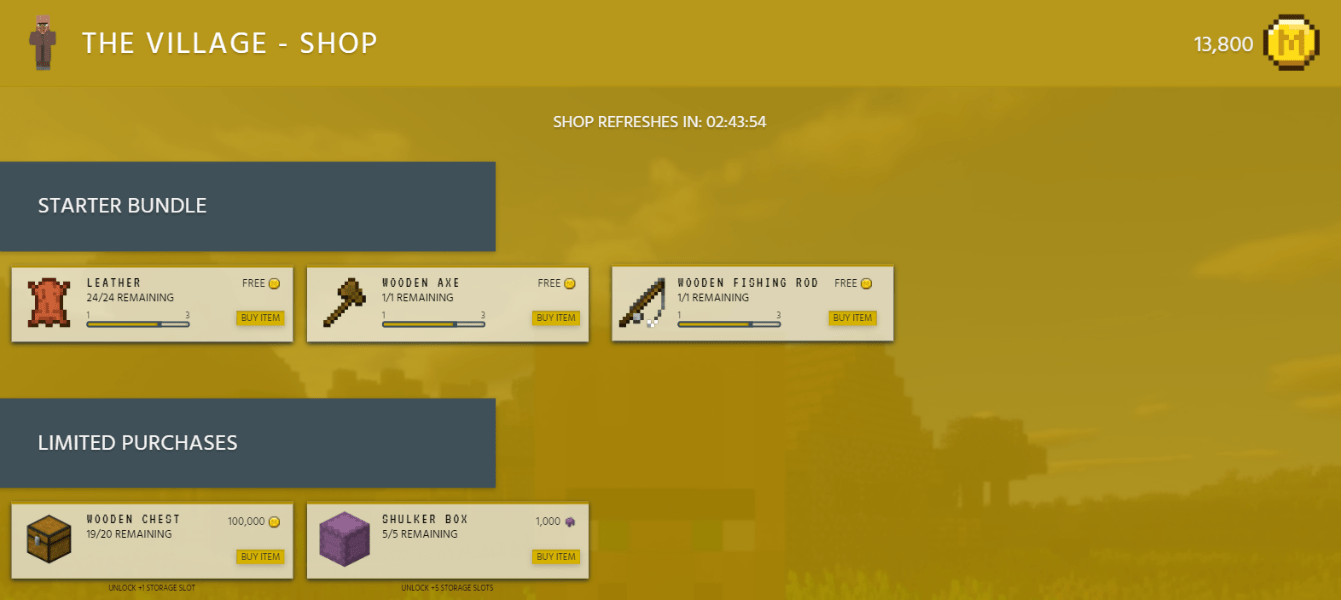 THE VILLAGE - SHOP
13,800
SHOP REFRESHES IN: 02:43:54
STARTER BUNDLE
LEATHER FREE
24/24 REMAINING
1 3
BUY ITEM
WOODEN AXE FREE
1/1 REMAINING
1 3
BUY ITEM
WOODEN FISHING ROD FREE
1/1 REMAINING
1 3
BUY ITEM
LIMITED PURCHASES
WOODEN CHEST 100,000
19/20 REMAINING
BUY ITEM
UNLOCK +1 STORAGE SLOT
SHULKER BOX 1,000
5/5 REMAINING
BUY ITEM
UNLOCK +5 STORAGE SLOTS